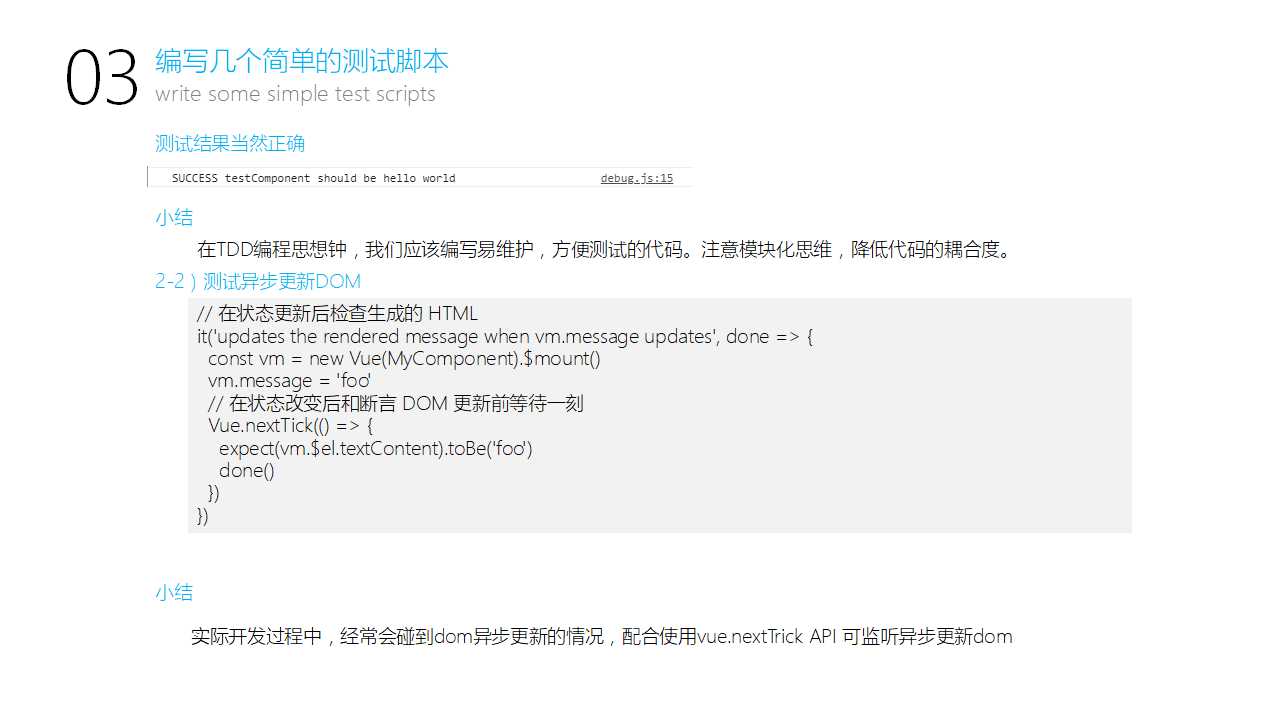 03
编写几个简单的测试脚本
write some simple test scripts
测试结果当然正确
SUCCESS testComponent should be hello world debug.js:15
小结
在TDD编程思想钟，我们应该编写易维护，方便测试的代码。注意模块化思维，降低代码的耦合度。
2-2）测试异步更新DOM
// 在状态更新后检查生成的 HTML
it('updates the rendered message when vm.message updates', done => {
const vm = new Vue(MyComponent).$mount()
vm.message = 'foo'
// 在状态改变后和断言 DOM 更新前等待一刻
Vue.nextTick(() => {
expect(vm.$el.textContent).toBe('foo')
done()
})
})
小结
实际开发过程中，经常会碰到dom异步更新的情况，配合使用vue.nextTrick API 可监听异步更新dom